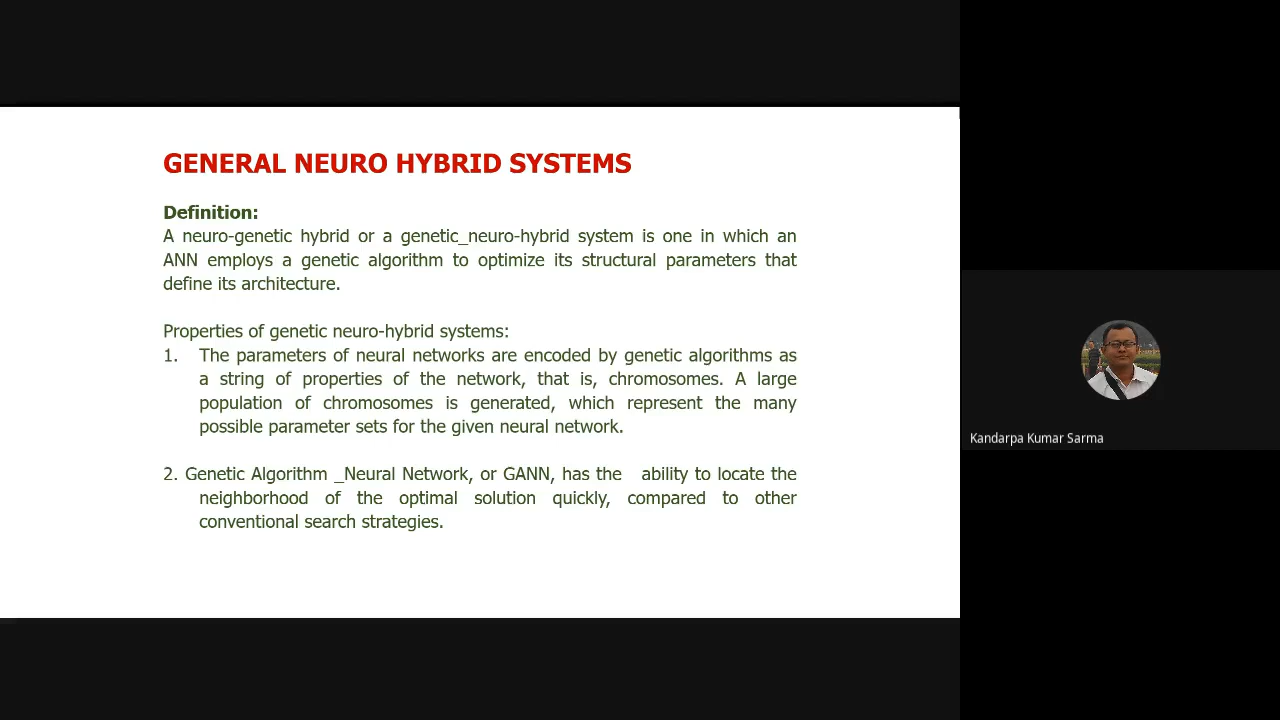 GENERAL NEURO HYBRID SYSTEMS
Definition:
A neuro-genetic hybrid or a genetic_neuro-hybrid system is one in which an
ANN employs a genetic algorithm to optimize its structural parameters that
define its architecture.
Properties of genetic neuro-hybrid systems:
1. The parameters of neural networks are encoded by genetic algorithms as
a string of properties of the network, that is, chromosomes. A large
population of chromosomes is generated, which represent the many
possible parameter sets for the given neural network.
2. Genetic Algorithm _Neural Network, or GANN, has the ability to locate the
neighborhood of the optimal solution quickly, compared to other
conventional search strategies.
Kandarpa Kumar Sarma